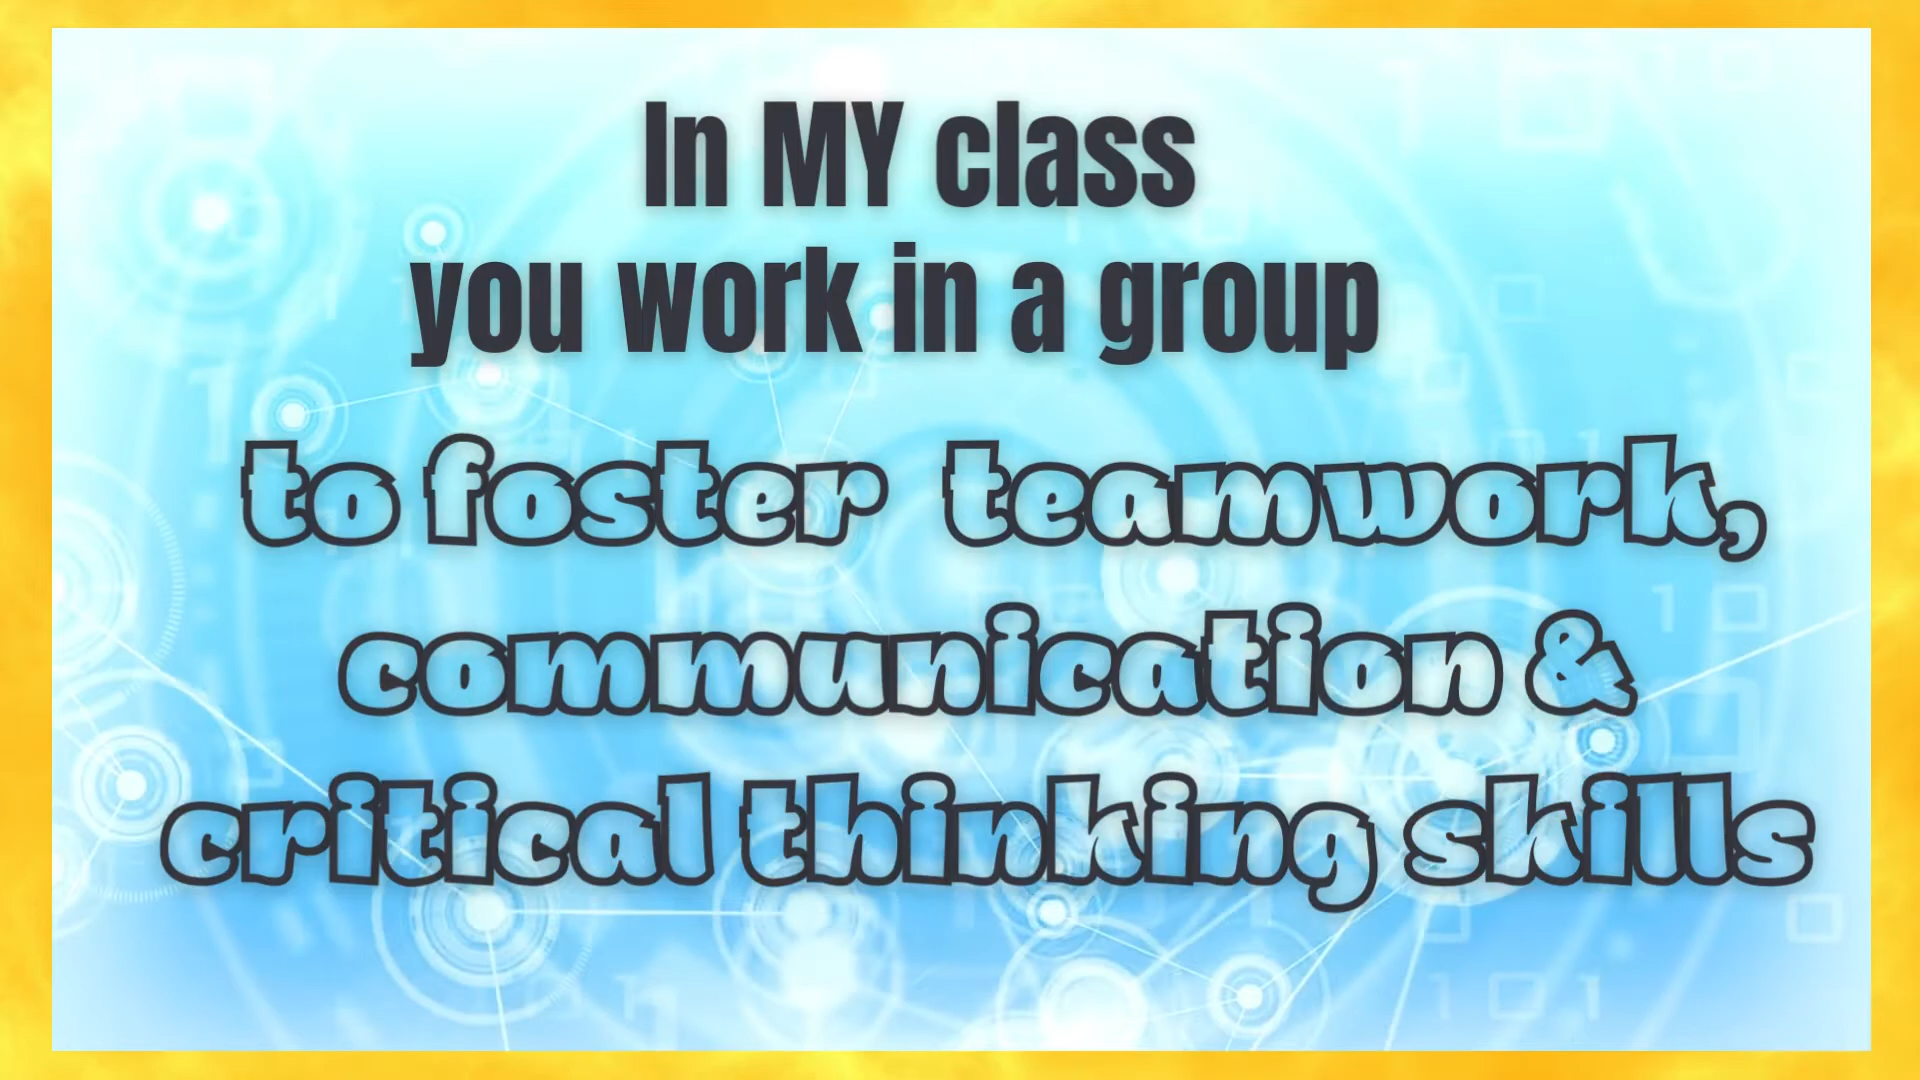 In MY class
you work in a group
to foster teamwork,
communication &
critical thinking skills